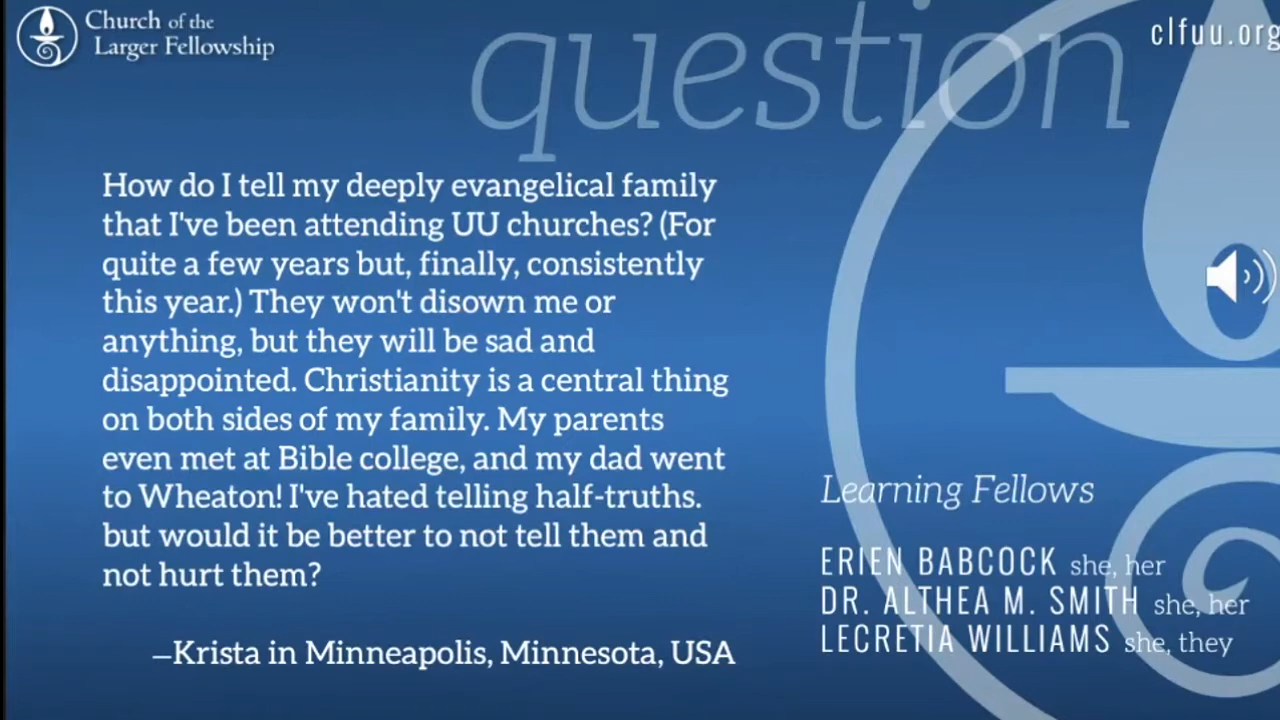 Church of the
Larger Fellowship
question
clfuu.org
How do I tell my deeply evangelical family
that I've been attending UU churches? (For
quite a few years but, finally, consistently
this year.) They won't disown me or
anything, but they will be sad and
disappointed. Christianity is a central thing
on both sides of my family. My parents
even met at Bible college, and my dad went
to Wheaton! I've hated telling half-truths.
but would it be better to not tell them and
not hurt them?
—Krista in Minneapolis, Minnesota, USA
Learning Fellows
ERIEN BABCOCK she, her
DR. ALTHEA M. SMITH she, her
LECRETIA WILLIAMS she, they